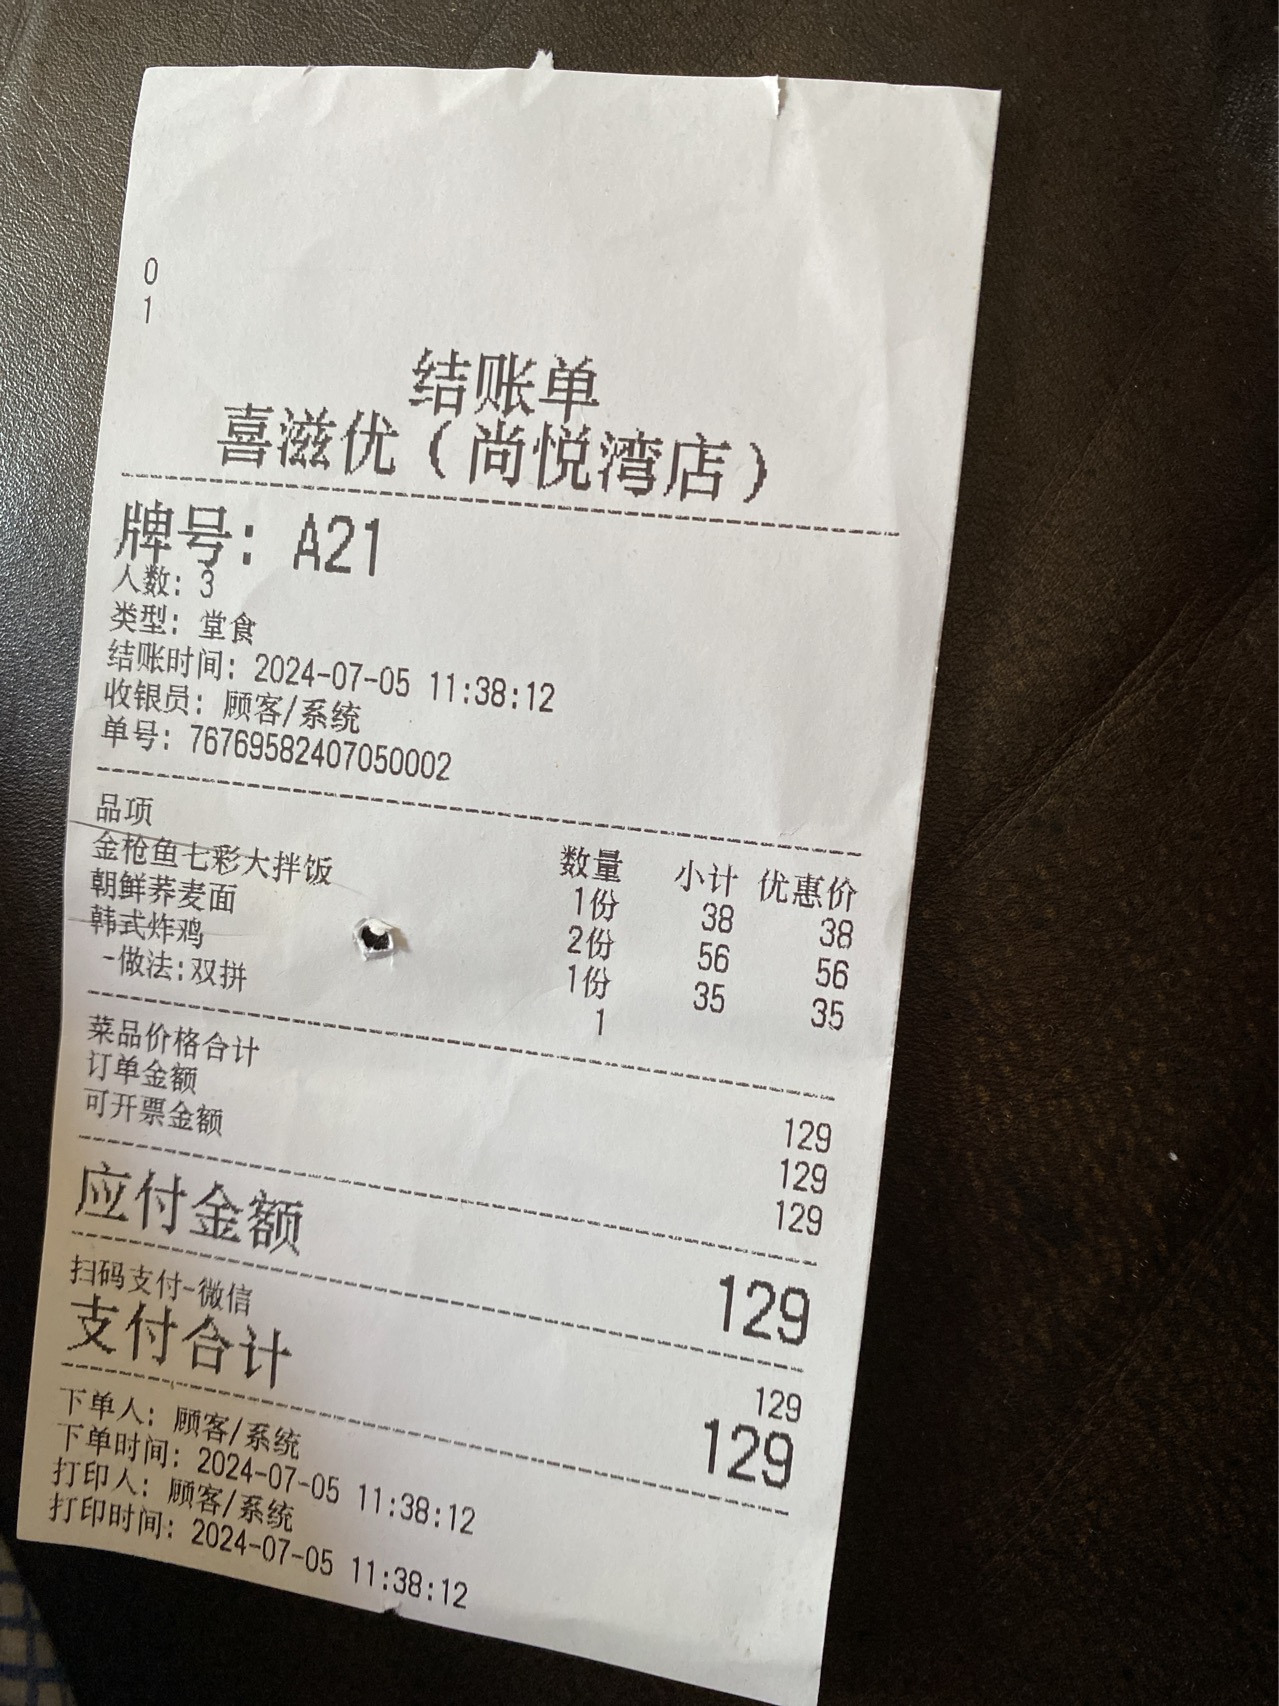 0
1
结账单
喜滋优（尚悦湾店）
牌号: A21
人数: 3
类型: 堂食
结账时间: 2024-07-05 11:38:12
收银员: 顾客/系统
单号: 76769582407050002
品项 数量 小计 优惠价
金枪鱼七彩大拌饭 1份 38 38
朝鲜荞麦面 2份 56 56
韩式炸鸡 1份 35 35
-做法:双拼 1
菜品价格合计 129
订单金额 129
可开票金额 129
应付金额 129
扫码支付-微信 129
支付合计 129
下单人: 顾客/系统
下单时间: 2024-07-05 11:38:12
打印人: 顾客/系统
打印时间: 2024-07-05 11:38:12